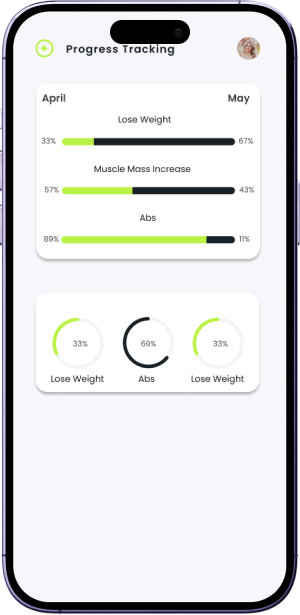 Progress Tracking
April May
Lose Weight
33% 67%
Muscle Mass Increase
57% 43%
Abs
89% 11%
33% 69% 33%
Lose Weight Abs Lose Weight